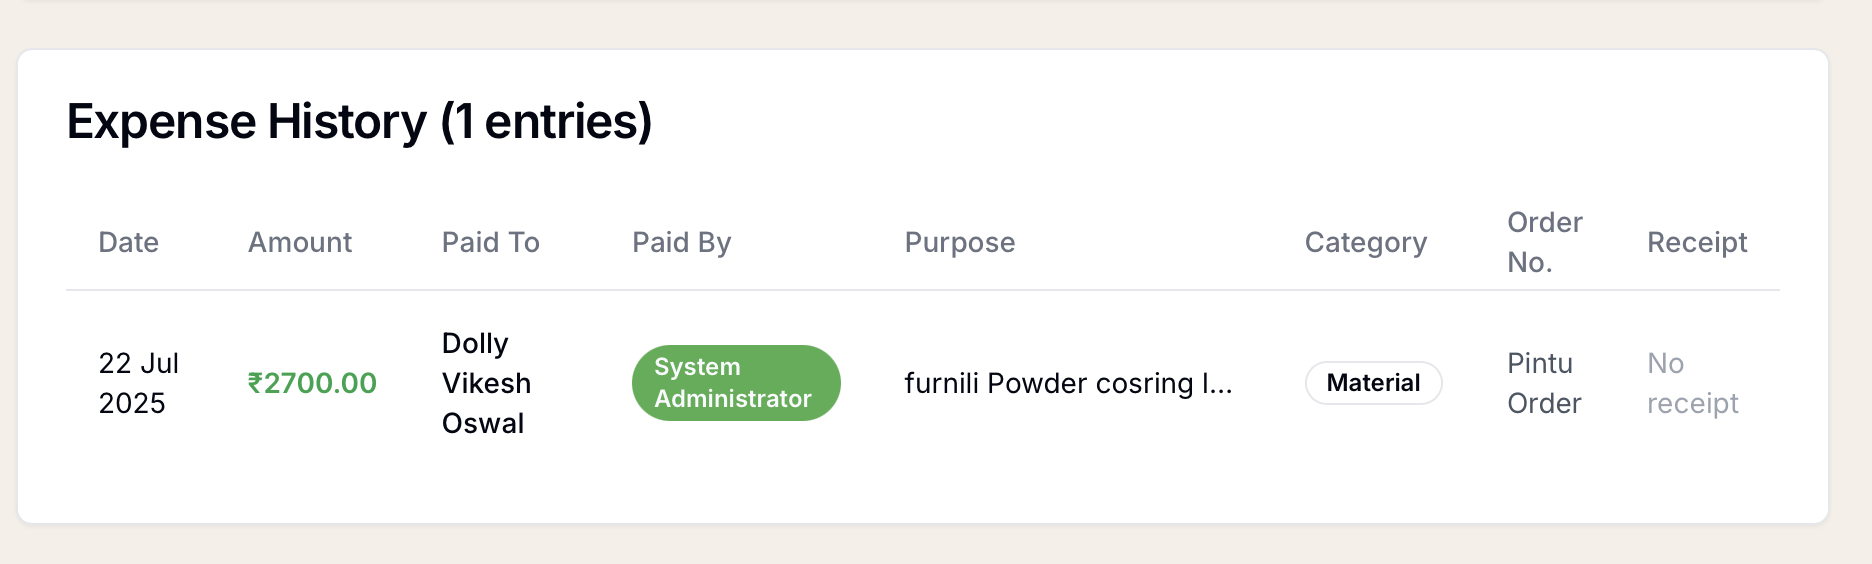 Expense History (1 entries)
Date Amount Paid To Paid By Purpose Category Order No. Receipt
22 Jul 2025 ₹2700.00 Dolly Vikesh Oswal System Administrator furnili Powder cosring I... Material Pintu Order No receipt